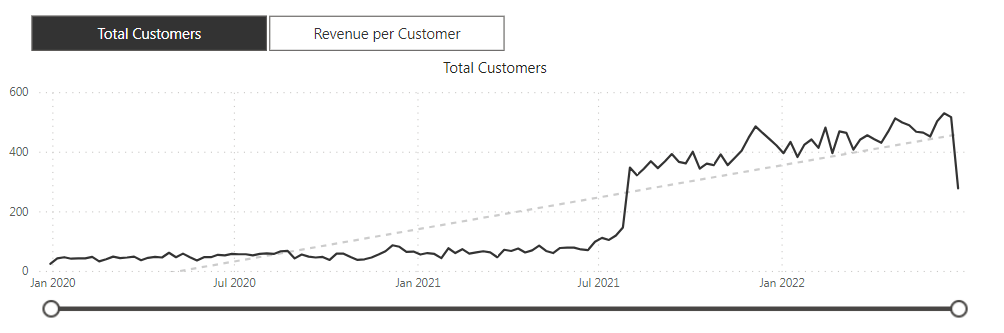 Total Customers
Revenue per Customer
Total Customers
600
400
200
0
Jan 2020
Jul 2020
Jan 2021
Jul 2021
Jan 2022